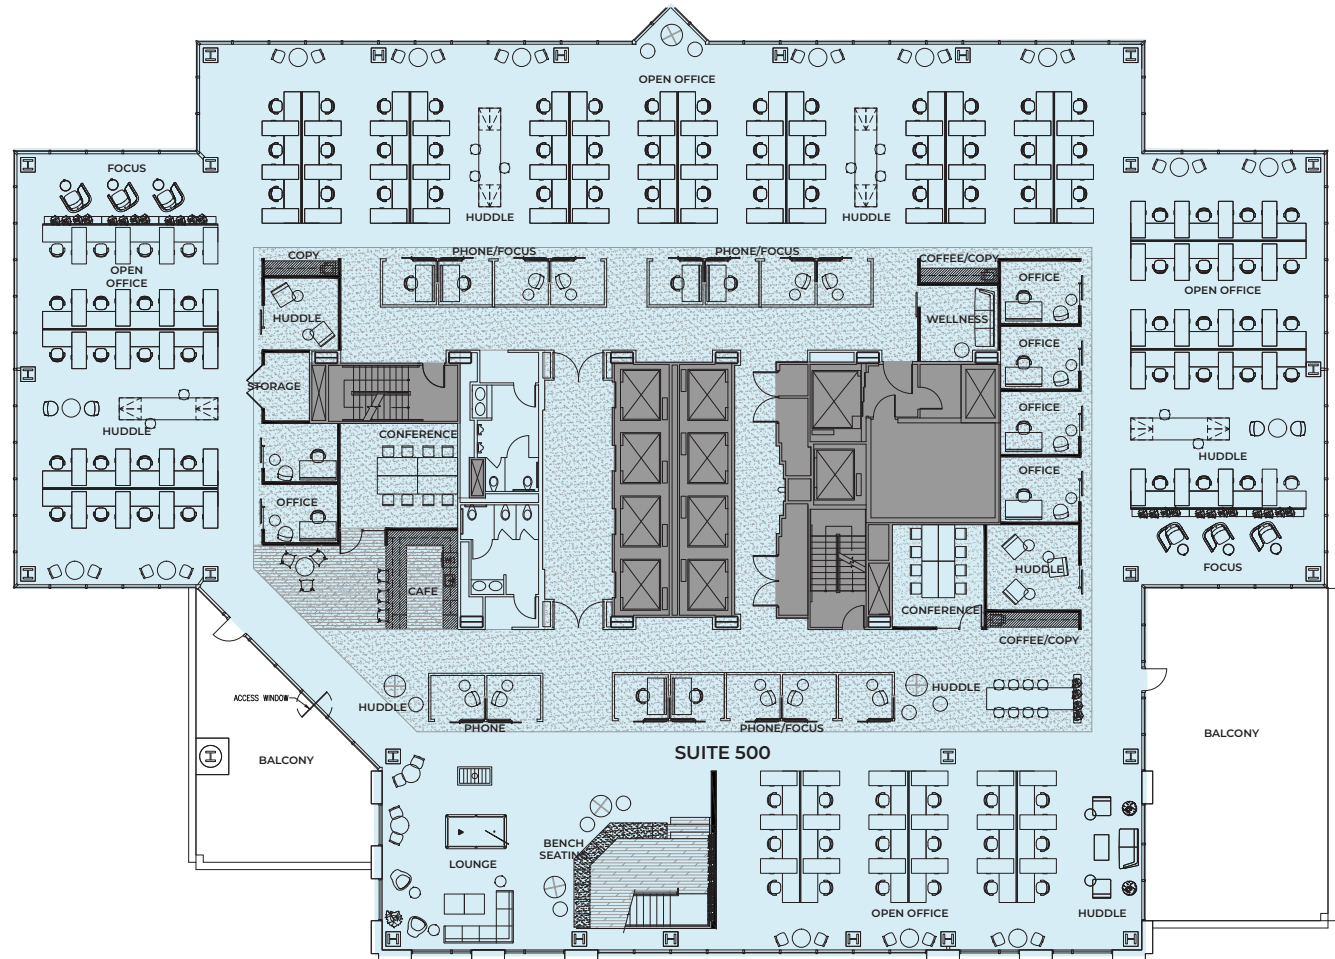 OPEN OFFICE
FOCUS
HUDDLE
HUDDLE
OPEN
OFFICE
COPY
PHONE/FOCUS
PHONE/FOCUS
COFFEE/COPY
OFFICE
OPEN OFFICE
HUDDLE
WELLNESS
OFFICE
STORAGE
OFFICE
HUDDLE
CONFERENCE
HUDDLE
OFFICE
OFFICE
FOCUS
HUDDLE
CAFE
CONFERENCE
COFFEE/COPY
HUDDLE
HUDDLE
ACCESS WINDOW
PHONE
PHONE/FOCUS
BALCONY
SUITE 500
BALCONY
BENCH
SEATING
LOUNGE
OPEN OFFICE
HUDDLE